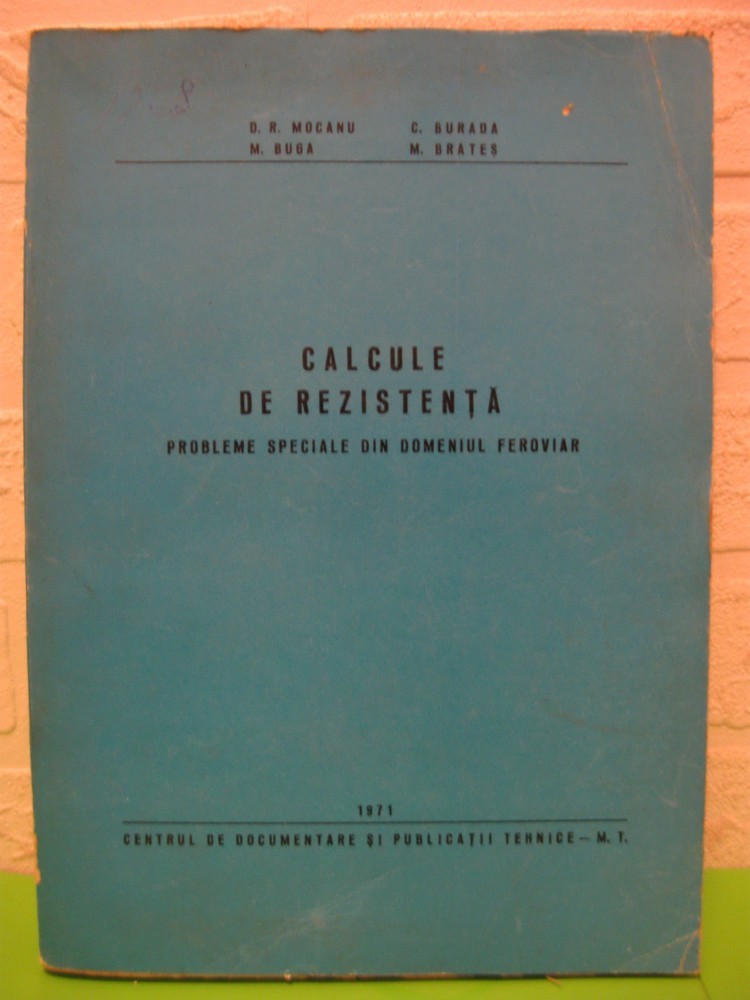 D. R. MOCANU C. BURADA
M. BUGA M. BRATEȘ
CALCULE
DE REZISTENȚĂ
PROBLEME SPECIALE DIN DOMENIUL FEROVIAR
1971
CENTRUL DE DOCUMENTARE ȘI PUBLICAȚII TEHNICE — M. T.